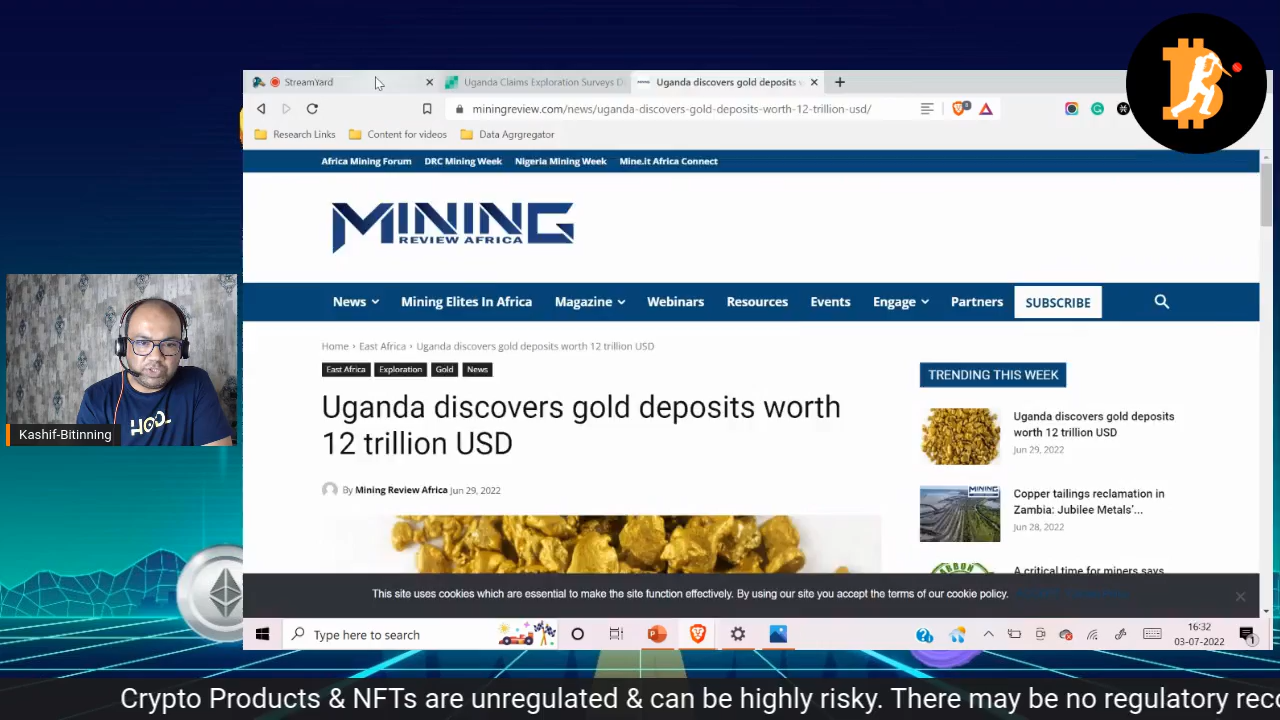 StreamYard
Uganda Claims Exploration Surveys D
Uganda discovers gold deposits w
miningreview.com/news/uganda-discovers-gold-deposits-worth-12-trillion-usd/
Research Links
Content for videos
Data Agrgregator
Africa Mining Forum
DRC Mining Week
Nigeria Mining Week
Mine.it Africa Connect
MINING
REVIEW AFRICA
News
Mining Elites In Africa
Magazine
Webinars
Resources
Events
Engage
Partners
SUBSCRIBE
Home › East Africa › Uganda discovers gold deposits worth 12 trillion USD
East Africa
Exploration
Gold
News
Uganda discovers gold deposits worth
12 trillion USD
By Mining Review Africa Jun 29, 2022
TRENDING THIS WEEK
Uganda discovers gold deposits
worth 12 trillion USD
Jun 29, 2022
MINING
Copper tailings reclamation in
Zambia: Jubilee Metals'...
Jun 28, 2022
A critical time for miners says
This site uses cookies which are essential to make the site function effectively. By using our site you accept the terms of our cookie policy.
HODL
Kashif-Bitinning
Type here to search
16:32
03-07-2022
Crypto Products & NFTs are unregulated & can be highly risky. There may be no regulatory reco